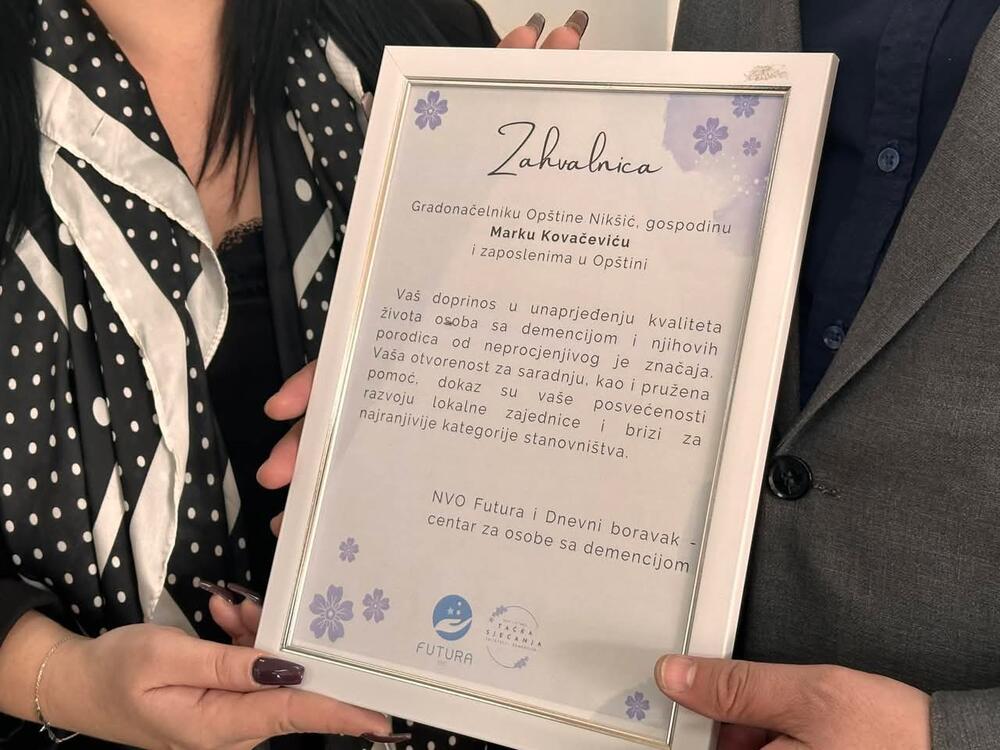 Zahvalnica
Gradonačelniku Opštine Nikšić, gospodinu
Marku Kovačeviću
i zaposlenima u Opštini
Vaš doprinos u unaprjeđenju kvaliteta
života osoba sa demencijom i njihovih
porodica od neprocjenjivog je značaja.
Vaša otvorenost za saradnju, kao i pružena
pomoć, dokaz su vaše posvećenosti
razvoju lokalne zajednice i brizi za
najranjivije kategorije stanovništva.
NVO Futura i Dnevni boravak -
centar za osobe sa demencijom
FUTURA
TAČKA
SJEĆANJA